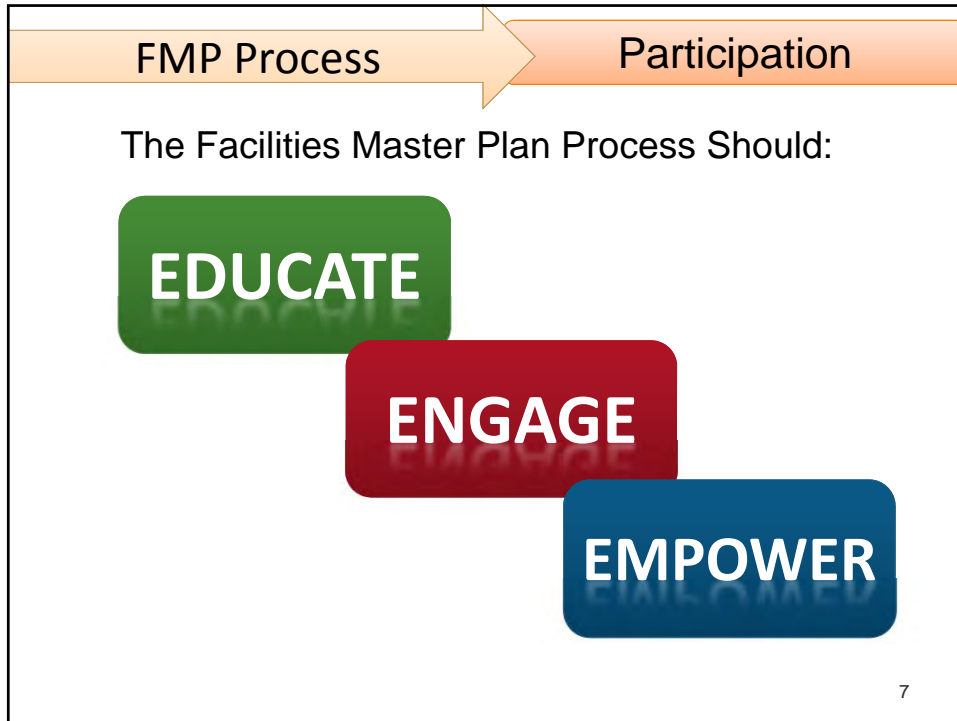 FMP Process
Participation
The Facilities Master Plan Process Should:
EDUCATE
ENGAGE
EMPOWER
7